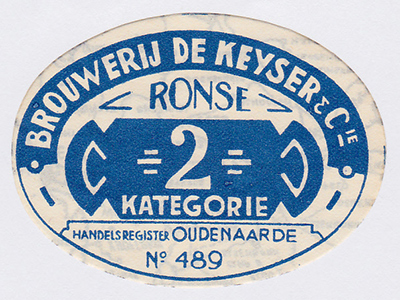 BROUWERIJ DE KEYSER & Cie
RONSE
= 2 =
KATEGORIE
HANDELSREGISTER OUDENAARDE
No 489